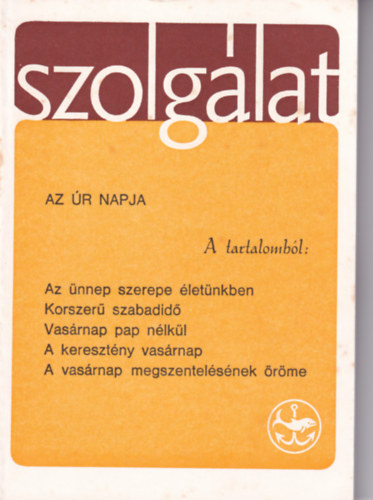 szolgálat
AZ ÚR NAPJA
A tartalomból:
Az ünnep szerepe életünkben
Korszerű szabadidő
Vasárnap pap nélkül
A keresztény vasárnap
A vasárnap megszentelésének öröme